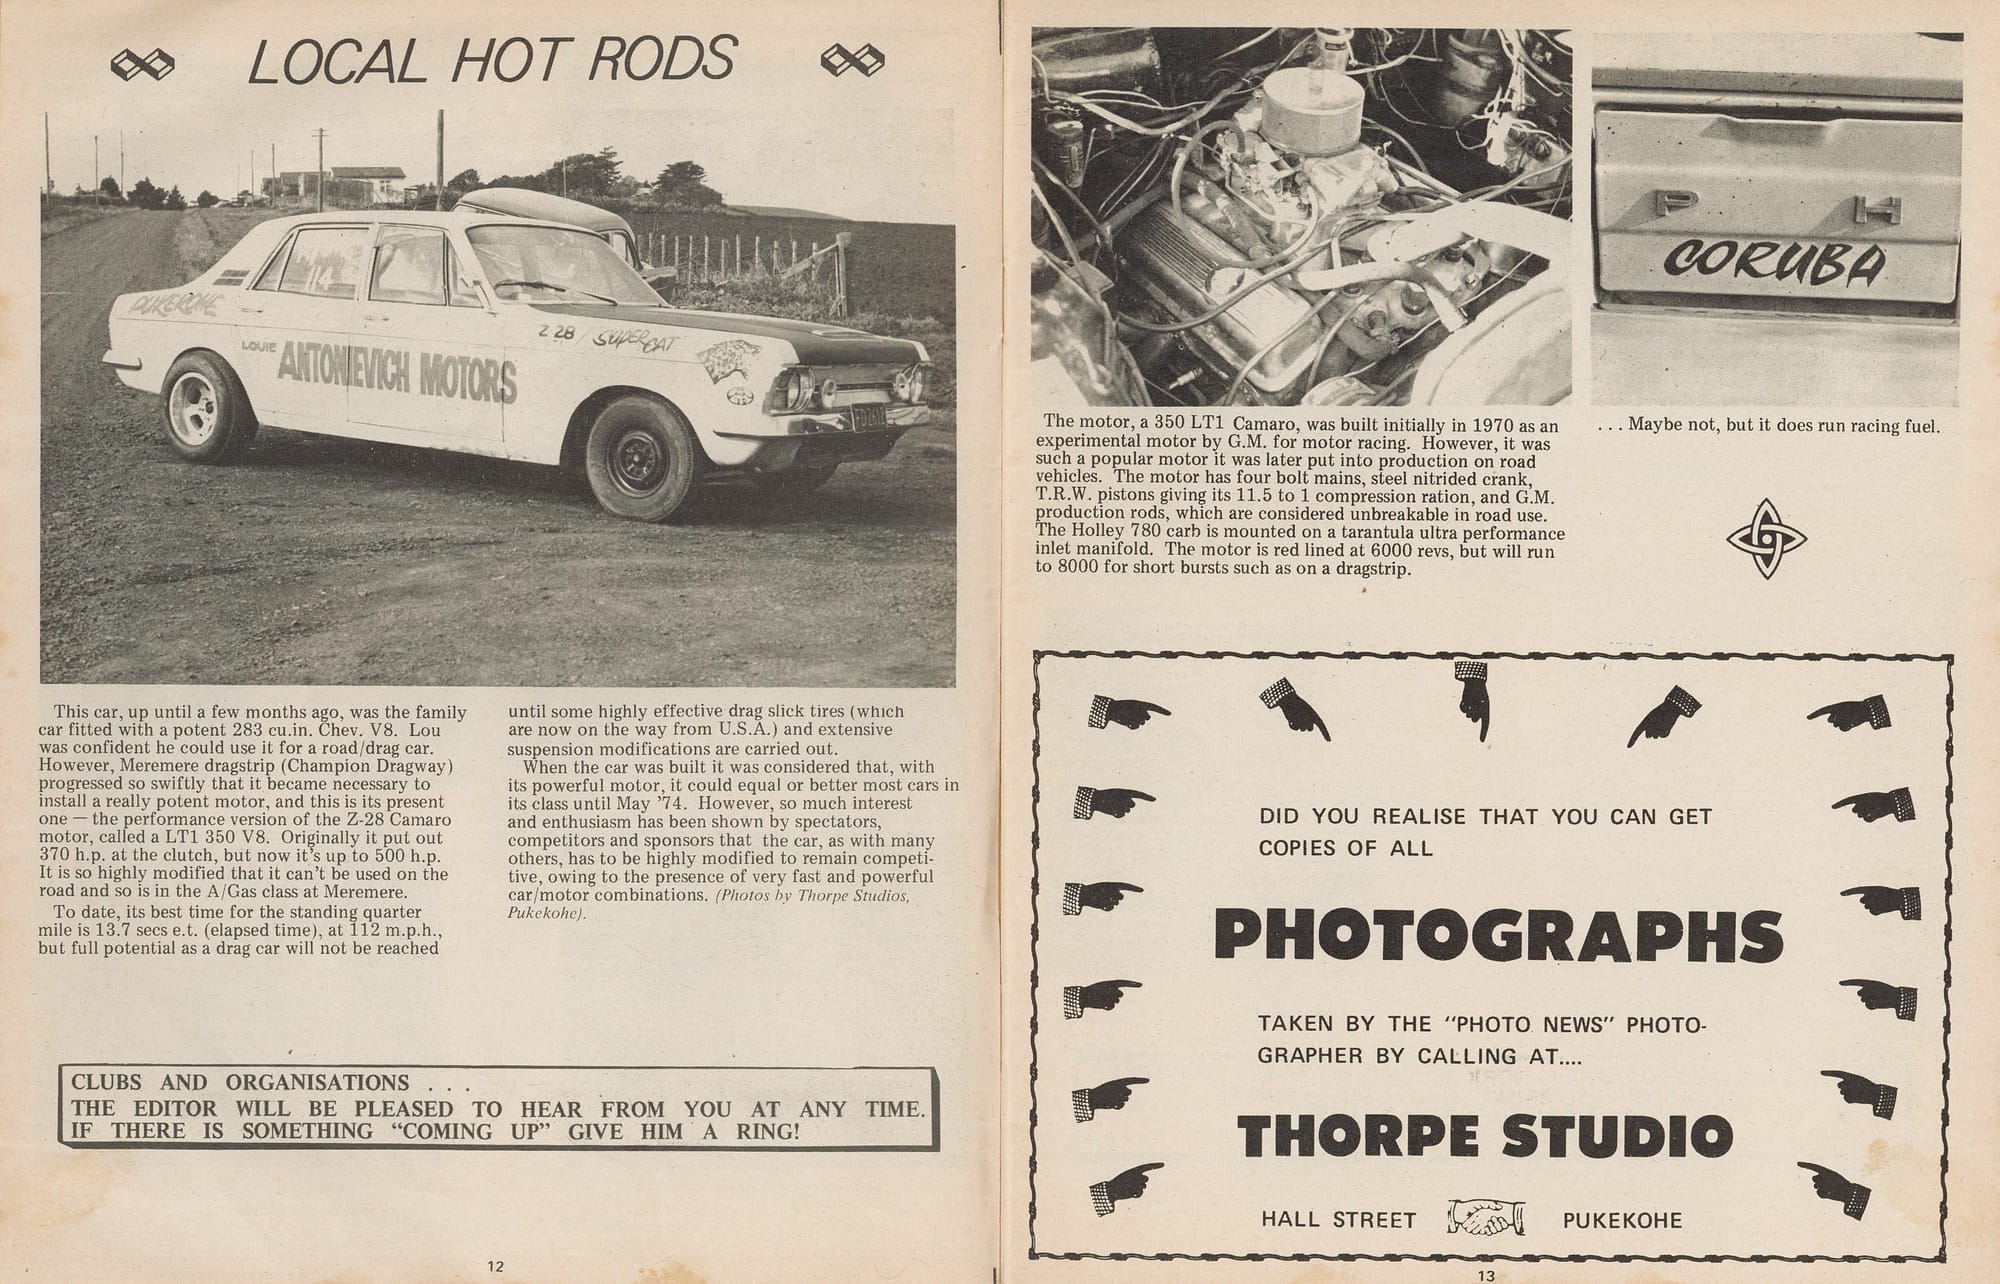 LOCAL HOT RODS
PUKEKOHE
114
LOUIE ANTONIEVICH MOTORS
Z 28 / SUPER CAT
This car, up until a few months ago, was the family
car fitted with a potent 283 cu.in. Chev. V8. Lou
was confident he could use it for a road/drag car.
However, Meremere dragstrip (Champion Dragway)
progressed so swiftly that it became necessary to
install a really potent motor, and this is its present
one — the performance version of the Z-28 Camaro
motor, called a LT1 350 V8. Originally it put out
370 h.p. at the clutch, but now it's up to 500 h.p.
It is so highly modified that it can't be used on the
road and so is in the A/Gas class at Meremere.
To date, its best time for the standing quarter
mile is 13.7 secs e.t. (elapsed time), at 112 m.p.h.,
but full potential as a drag car will not be reached
until some highly effective drag slick tires (which
are now on the way from U.S.A.) and extensive
suspension modifications are carried out.
When the car was built it was considered that, with
its powerful motor, it could equal or better most cars in
its class until May '74. However, so much interest
and enthusiasm has been shown by spectators,
competitors and sponsors that the car, as with many
others, has to be highly modified to remain competi-
tive, owing to the presence of very fast and powerful
car/motor combinations. (Photos by Thorpe Studios,
Pukekohe).
CLUBS AND ORGANISATIONS . . .
THE EDITOR WILL BE PLEASED TO HEAR FROM YOU AT ANY TIME.
IF THERE IS SOMETHING “COMING UP” GIVE HIM A RING!
12
P H
CORUBA
The motor, a 350 LT1 Camaro, was built initially in 1970 as an
experimental motor by G.M. for motor racing. However, it was
such a popular motor it was later put into production on road
vehicles. The motor has four bolt mains, steel nitrided crank,
T.R.W. pistons giving its 11.5 to 1 compression ration, and G.M.
production rods, which are considered unbreakable in road use.
The Holley 780 carb is mounted on a tarantula ultra performance
inlet manifold. The motor is red lined at 6000 revs, but will run
to 8000 for short bursts such as on a dragstrip.
. . . Maybe not, but it does run racing fuel.
DID YOU REALISE THAT YOU CAN GET
COPIES OF ALL
PHOTOGRAPHS
TAKEN BY THE "PHOTO NEWS" PHOTO-
GRAPHER BY CALLING AT....
THORPE STUDIO
HALL STREET PUKEKOHE
13